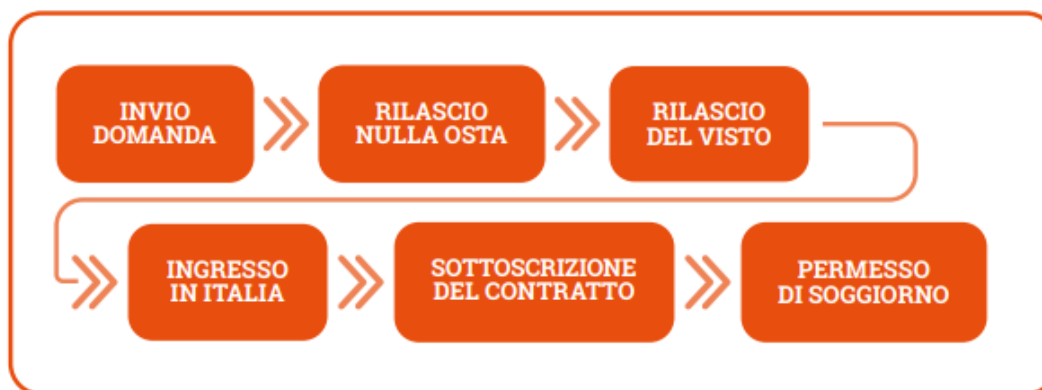 INVIO
DOMANDA
RILASCIO
NULLA OSTA
RILASCIO
DEL VISTO
INGRESSO
IN ITALIA
SOTTOSCRIZIONE
DEL CONTRATTO
PERMESSO
DI SOGGIORNO